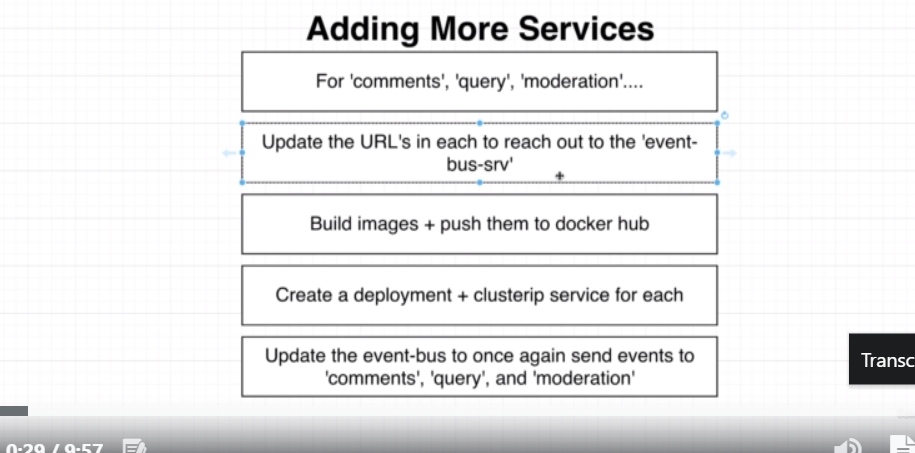 Adding More Services
For 'comments', 'query', 'moderation'....
Update the URL's in each to reach out to the 'event-
bus-srv'
Build images + push them to docker hub
Create a deployment + clusterip service for each
Update the event-bus to once again send events to
'comments', 'query', and 'moderation'
Transc
0:29 / 9:57